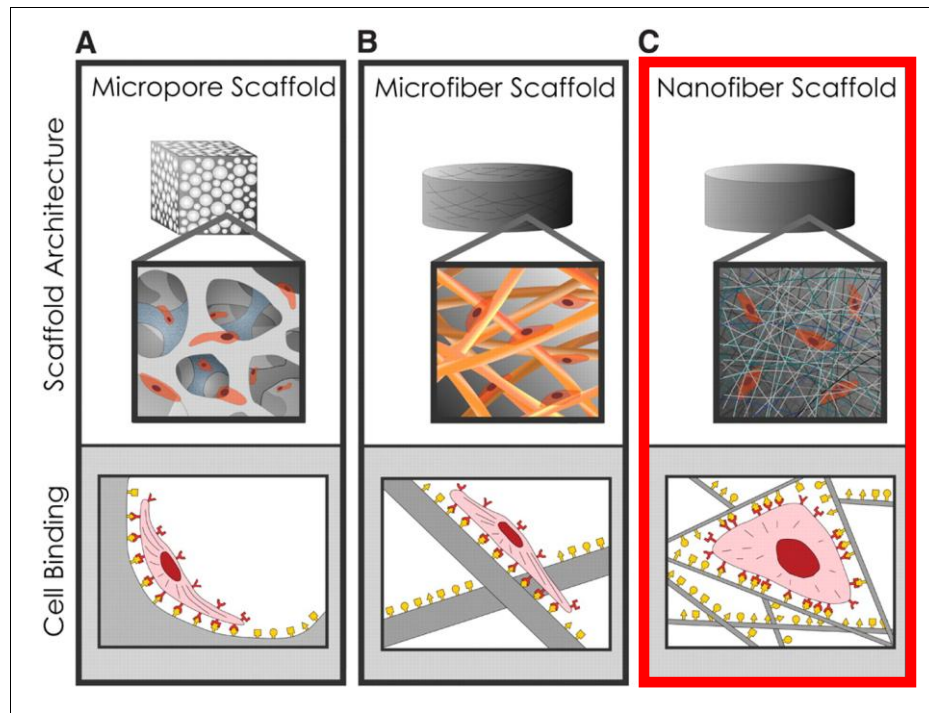 A
B
C
Micropore Scaffold
Microfiber Scaffold
Nanofiber Scaffold
Scaffold Architecture
Cell Binding